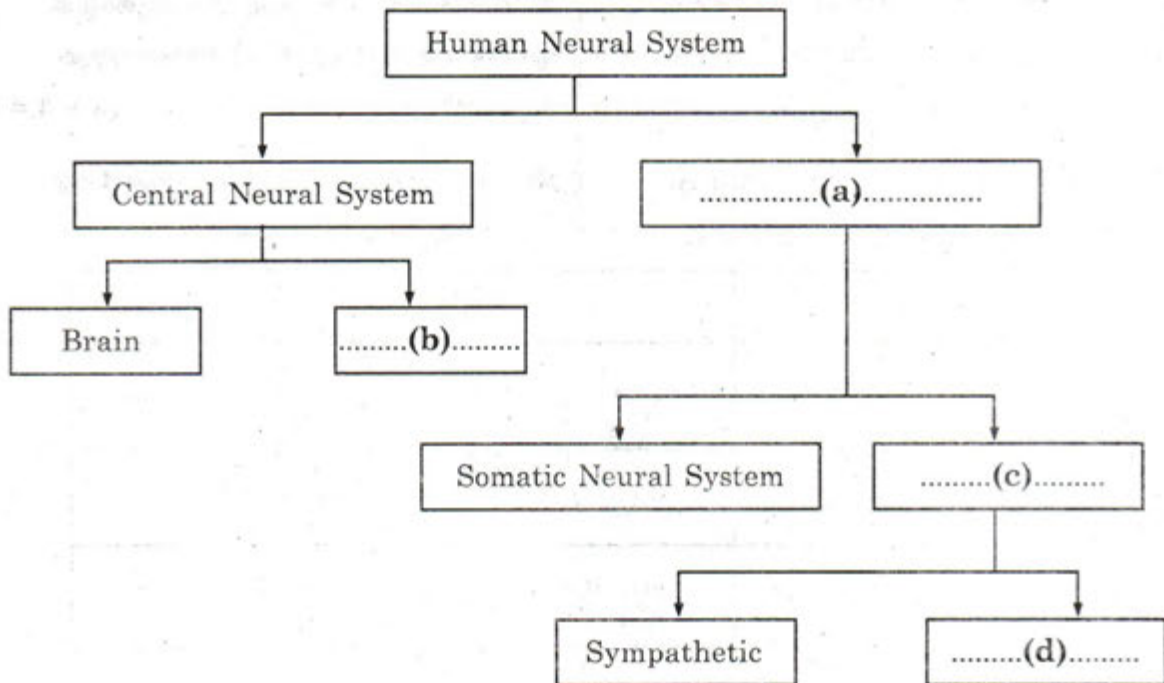 Human Neural System
Central Neural System
...............(a)...............
Brain
.........(b).........
Somatic Neural System
.........(c).........
Sympathetic
.........(d).........